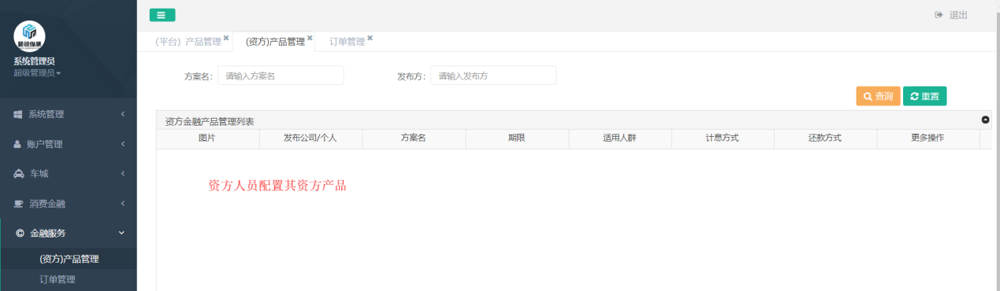 退出
系统管理员
超级管理员
(平台) 产品管理
(资方)产品管理
订单管理
方案名：
请输入方案名
发布方：
请输入发布方
查询
重置
资方金融产品管理列表
图片 发布公司/个人 方案名 期限 适用人群 计息方式 还款方式 更多操作
资方人员配置其资方产品
系统管理
账户管理
车城
消费金融
金融服务
(资方)产品管理
订单管理